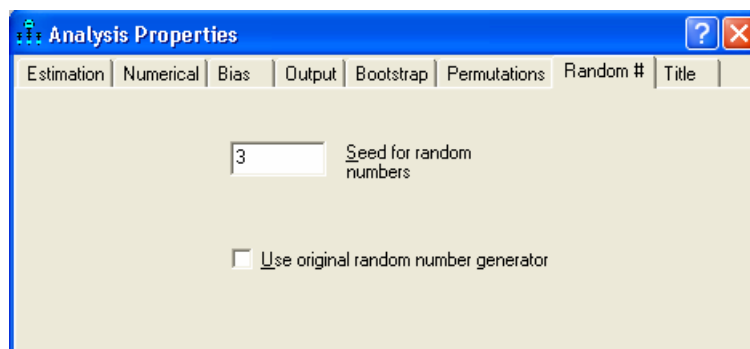 Analysis Properties
Estimation Numerical Bias Output Bootstrap Permutations Random # Title
3 Seed for random
numbers
Use original random number generator